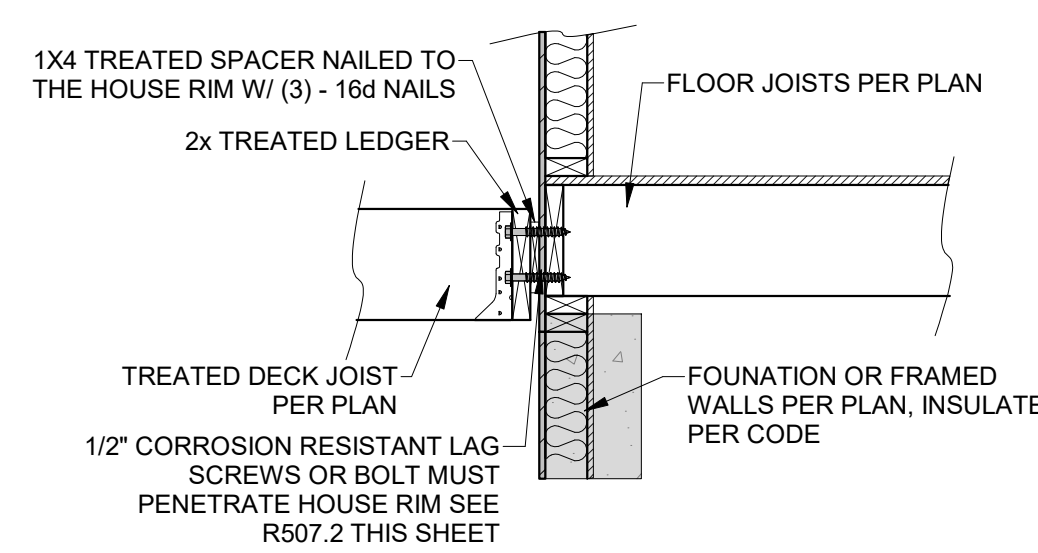 1X4 TREATED SPACER NAILED TO
THE HOUSE RIM W/ (3) - 16d NAILS
2x TREATED LEDGER
FLOOR JOISTS PER PLAN
TREATED DECK JOIST
PER PLAN
1/2" CORROSION RESISTANT LAG
SCREWS OR BOLT MUST
PENETRATE HOUSE RIM SEE
R507.2 THIS SHEET
FOUNATION OR FRAMED
WALLS PER PLAN, INSULATE
PER CODE